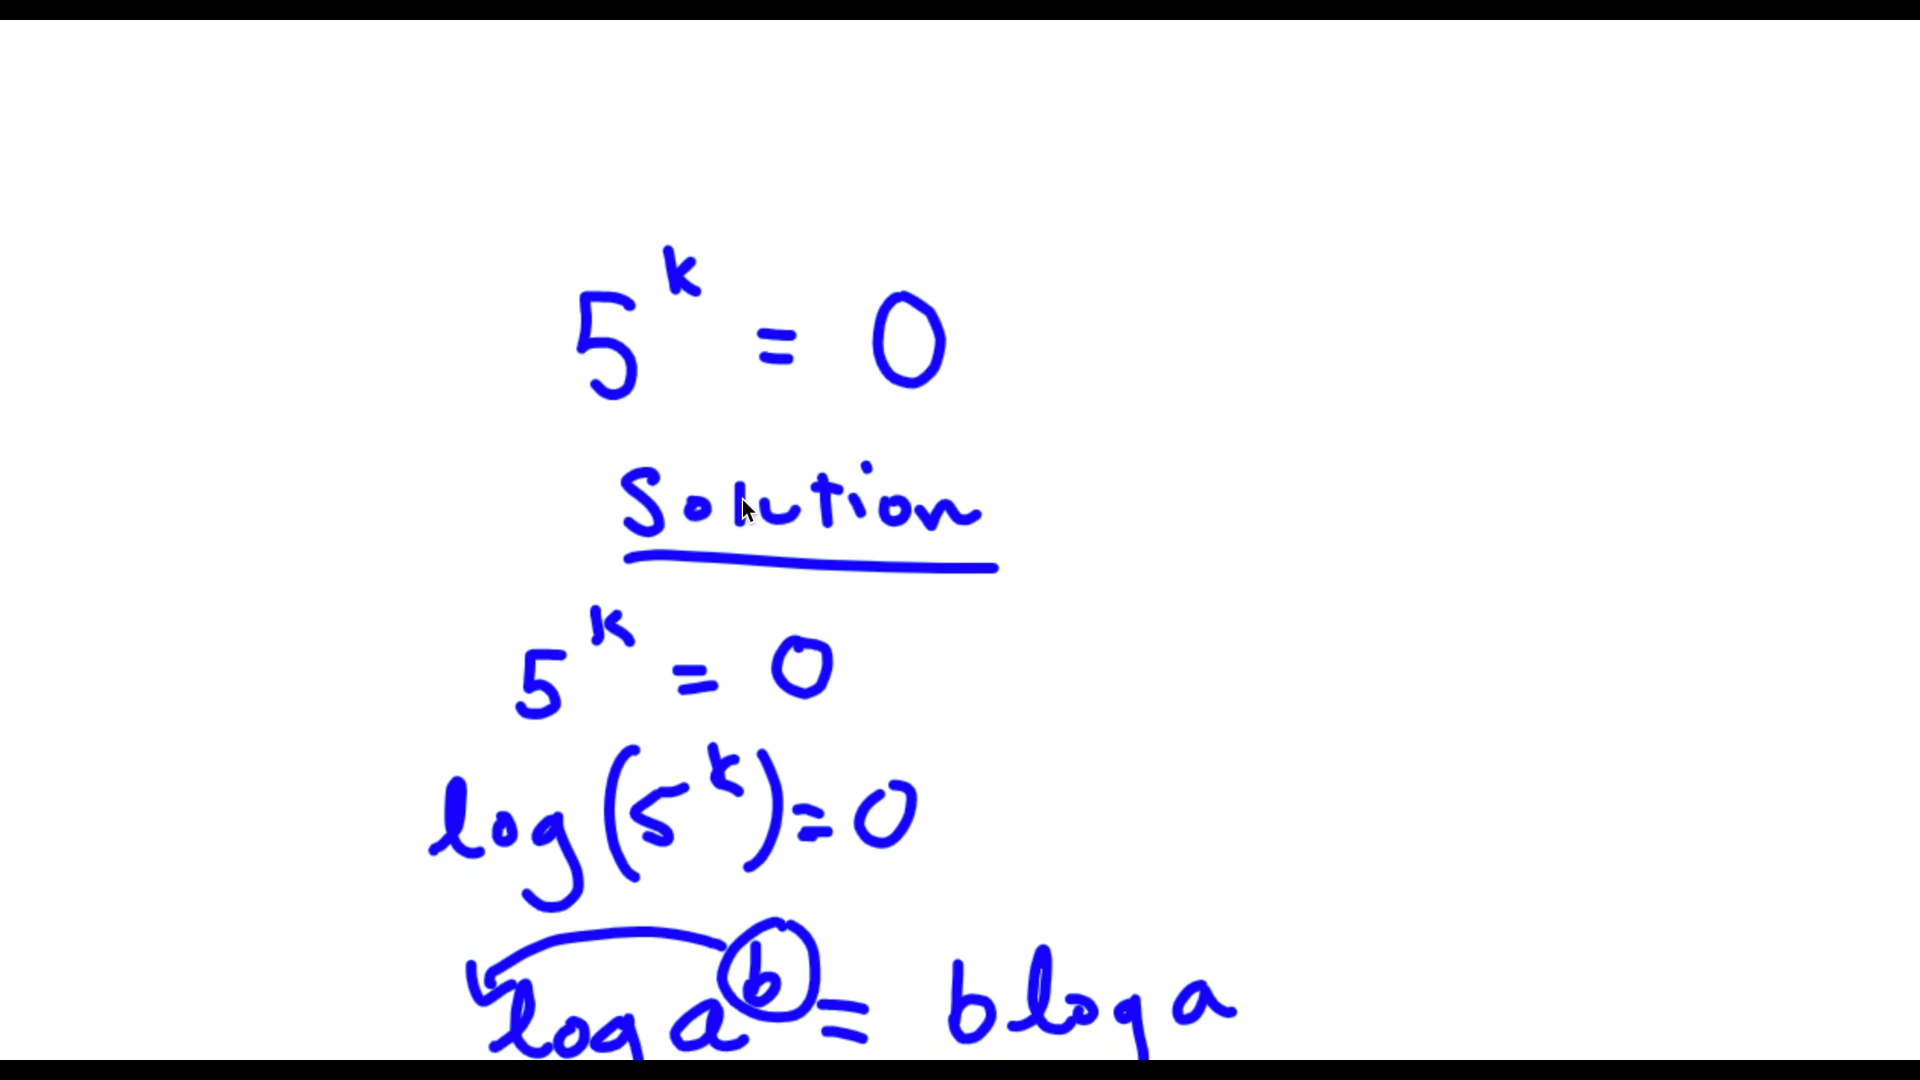 5^k = 0
Solution
5^k = 0
log(5^k) = 0
log a^b = b log a